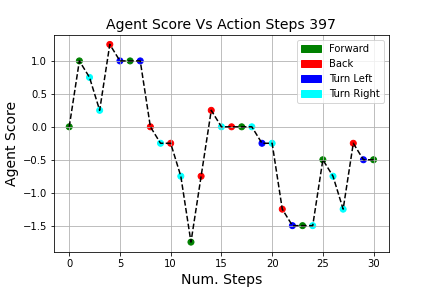 Agent Score Vs Action Steps 397
Forward
Back
Turn Left
Turn Right
Agent Score
1.0
0.5
0.0
−0.5
−1.0
−1.5
0 5 10 15 20 25 30
Num. Steps